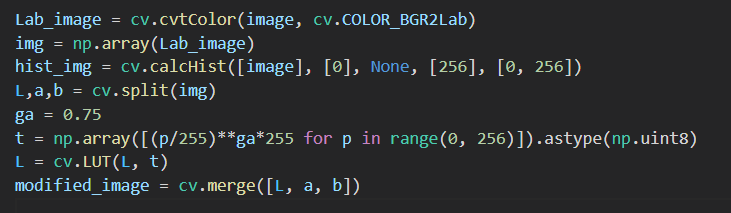 Lab_image = cv.cvtColor(image, cv.COLOR_BGR2Lab)
img = np.array(Lab_image)
hist_img = cv.calcHist([image], [0], None, [256], [0, 256])
L,a,b = cv.split(img)
ga = 0.75
t = np.array([(p/255)**ga*255 for p in range(0, 256)]).astype(np.uint8)
L = cv.LUT(L, t)
modified_image = cv.merge([L, a, b])